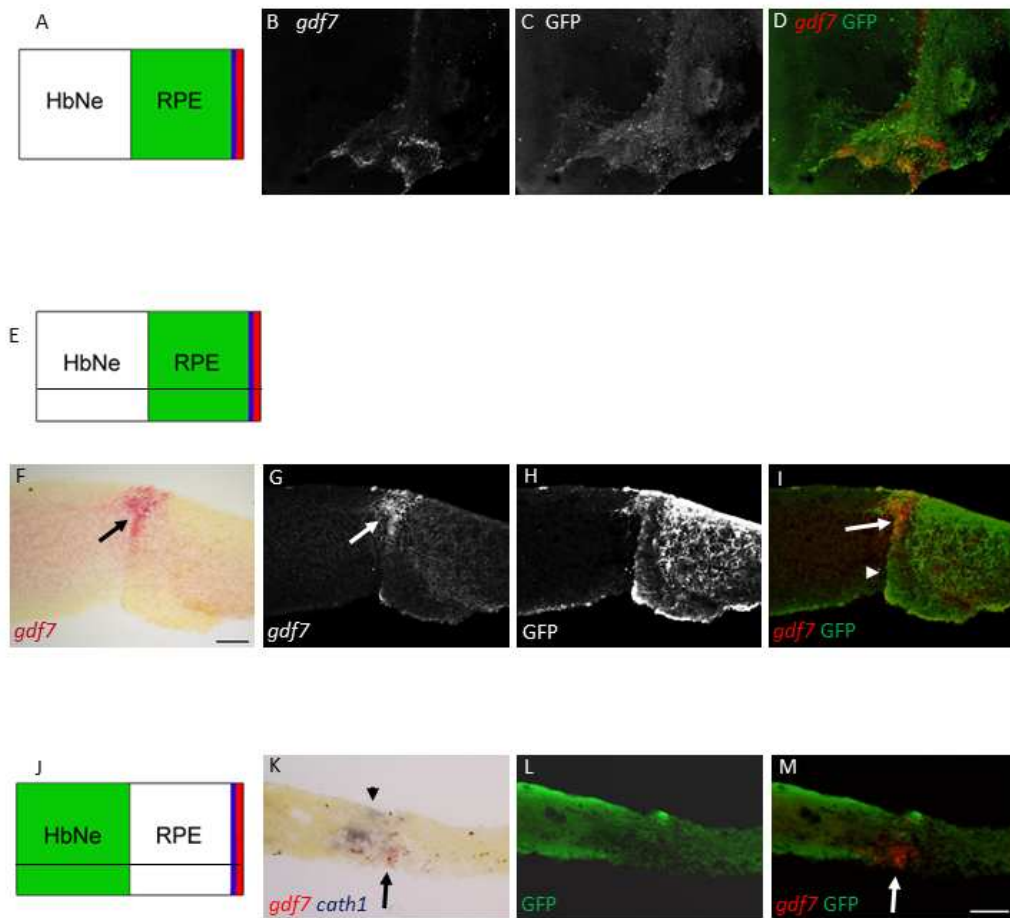 A
HbNe RPE
B gdf7
C GFP
D gdf7 GFP
E
HbNe RPE
F
gdf7
G
gdf7
H
GFP
I
gdf7 GFP
J
HbNe RPE
K
gdf7 cath1
L
GFP
M
gdf7 GFP